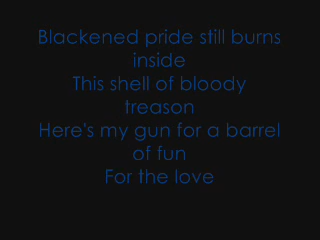 Blackened pride still burns
inside
This shell of bloody
treason
Here's my gun for a barrel
of fun
For the love